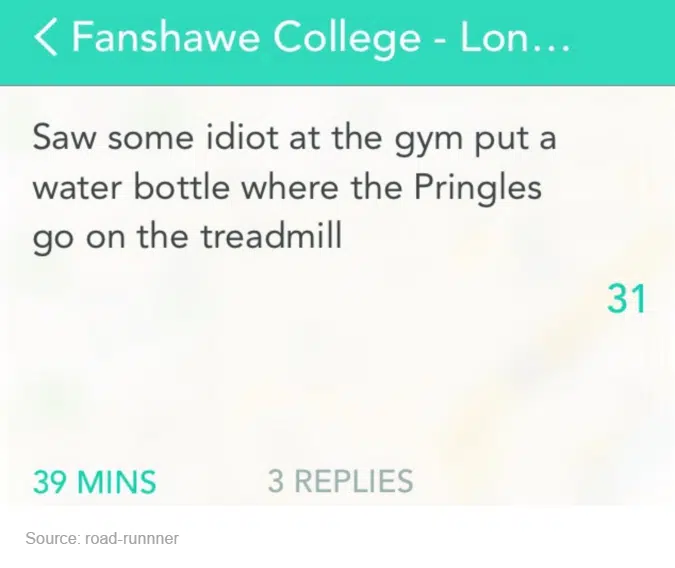 Fanshawe College - Lon...
Saw some idiot at the gym put a
water bottle where the Pringles
go on the treadmill
31
39 MINS 3 REPLIES
Source: road-runnner